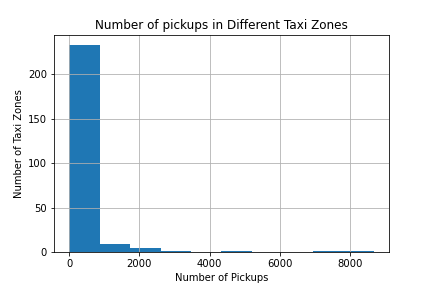 Number of pickups in Different Taxi Zones
Number of Taxi Zones
200
150
100
50
0
0 2000 4000 6000 8000
Number of Pickups